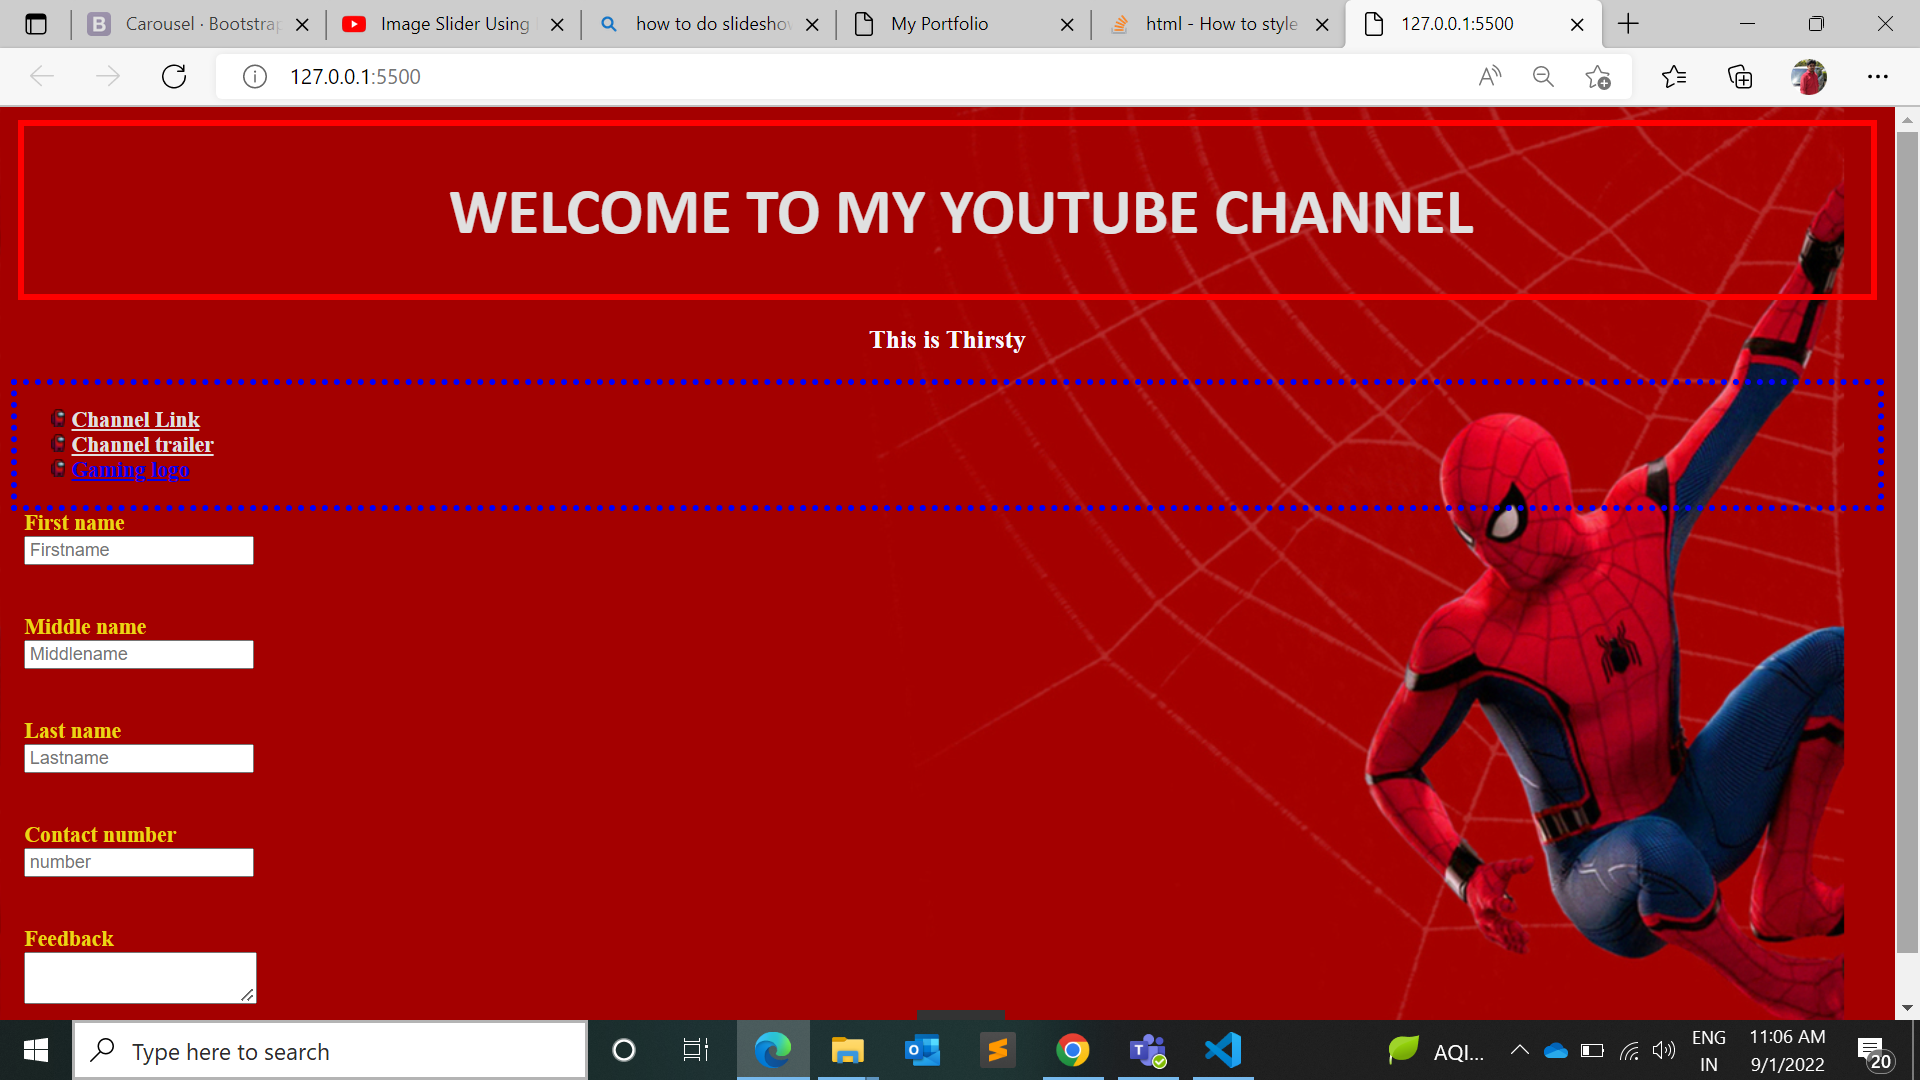 Carousel · Bootstrap
Image Slider Using
how to do slideshow
My Portfolio
html - How to style
127.0.0.1:5500
127.0.0.1:5500
WELCOME TO MY YOUTUBE CHANNEL
This is Thirsty
Channel Link
Channel trailer
Gaming logo
First name
Firstname
Middle name
Middlename
Last name
Lastname
Contact number
number
Feedback
Type here to search
AQI...
ENG
IN
11:06 AM
9/1/2022
20